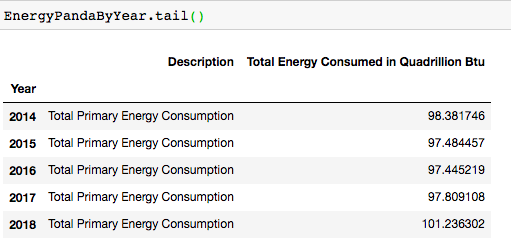 EnergyPandaByYear.tail()
Description Total Energy Consumed in Quadrillion Btu
Year
2014 Total Primary Energy Consumption 98.381746
2015 Total Primary Energy Consumption 97.484457
2016 Total Primary Energy Consumption 97.445219
2017 Total Primary Energy Consumption 97.809108
2018 Total Primary Energy Consumption 101.236302